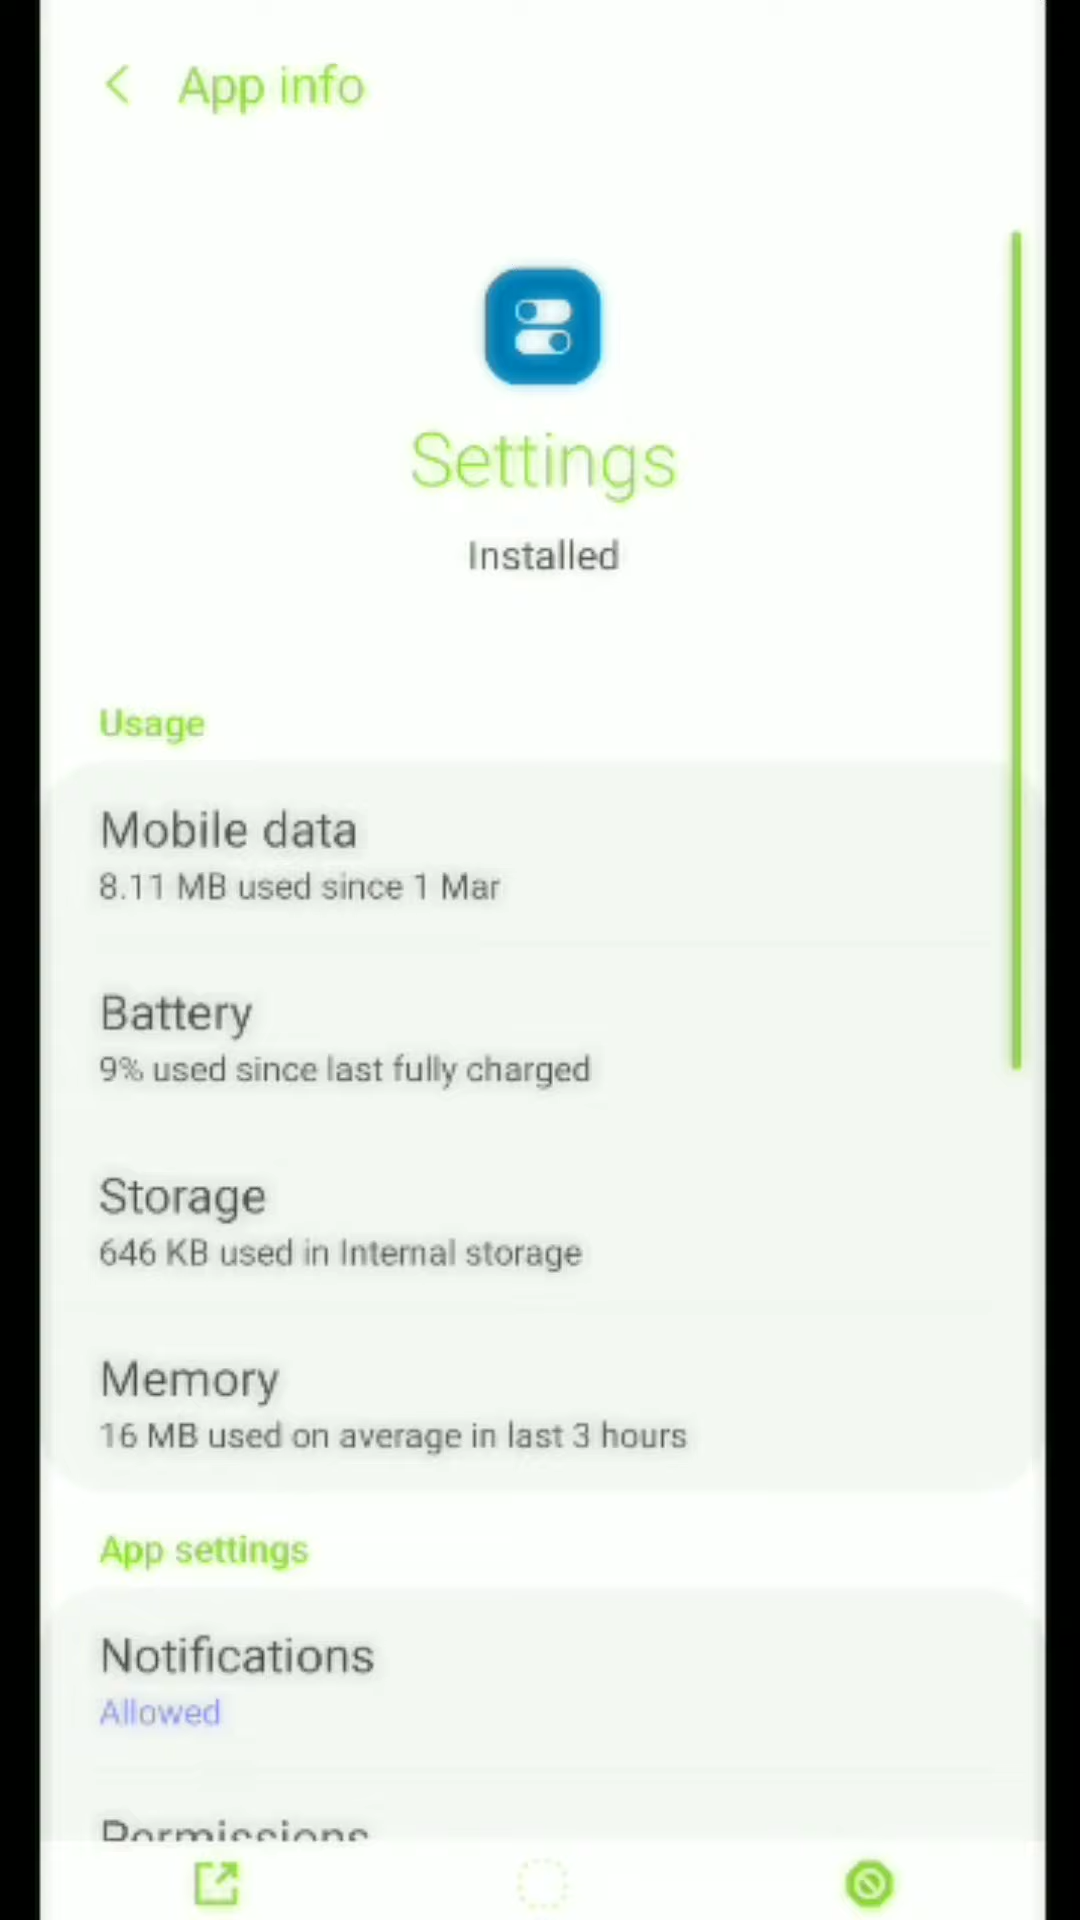 App info
Settings
Installed
Usage
Mobile data
8.11 MB used since 1 Mar
Battery
9% used since last fully charged
Storage
646 KB used in Internal storage
Memory
16 MB used on average in last 3 hours
App settings
Notifications
Allowed
Permissions